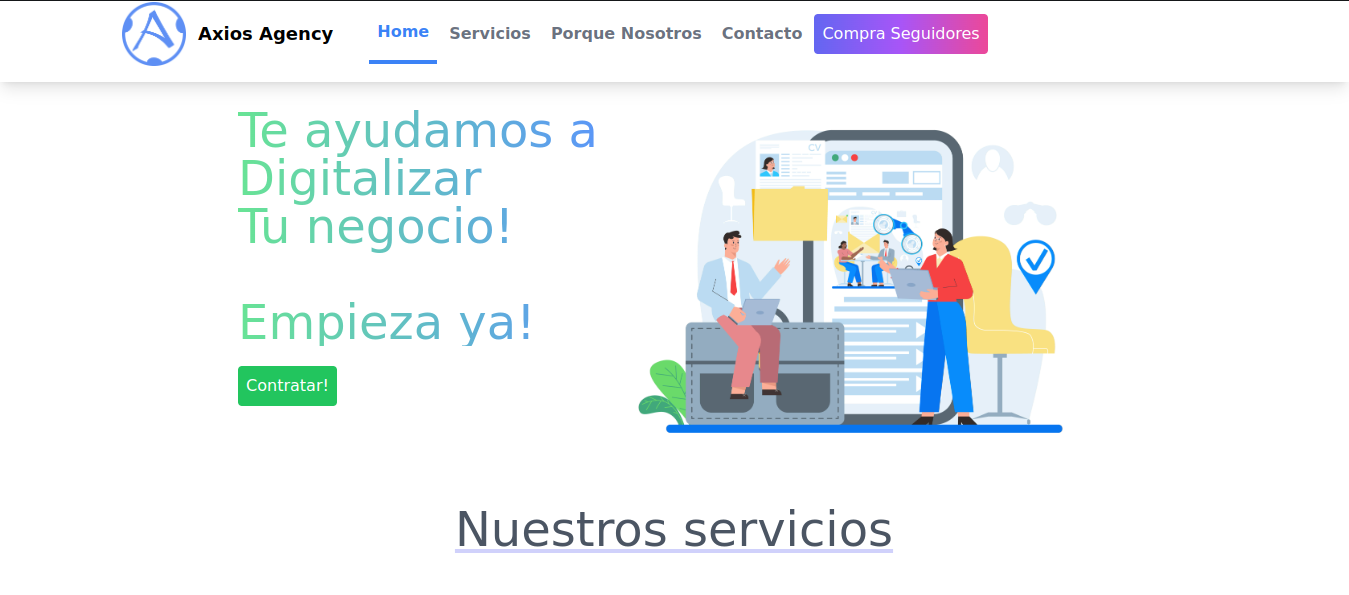 Axios Agency
Home
Servicios
Porque Nosotros
Contacto
Compra Seguidores
Te ayudamos a
Digitalizar
Tu negocio!
Empieza ya!
Contratar!
CV
Nuestros servicios